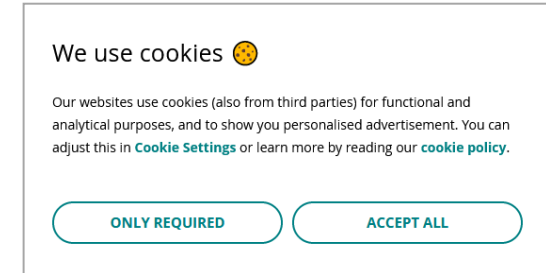 We use cookies 🍪
Our websites use cookies (also from third parties) for functional and
analytical purposes, and to show you personalised advertisement. You can
adjust this in Cookie Settings or learn more by reading our cookie policy.
ONLY REQUIRED
ACCEPT ALL